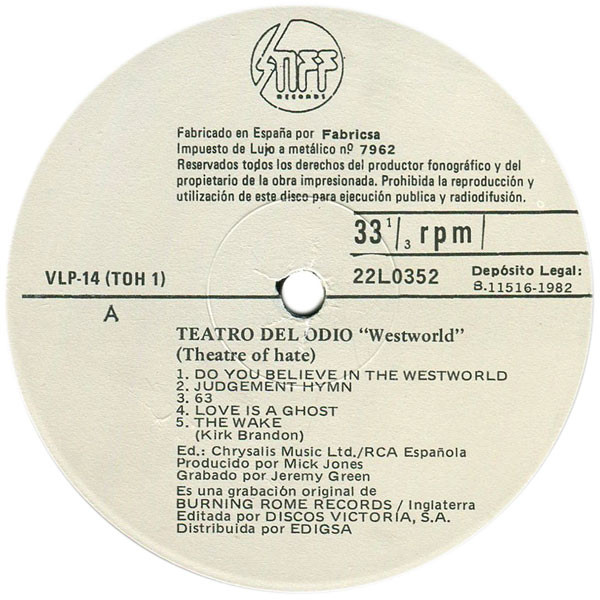 SNIFF
RECORDS
Fabricado en España por Fabricsa
Impuesto de Lujo a metálico nº 7962
Reservados todos los derechos del productor fonográfico y del
propietario de la obra impresionada. Prohibida la reproducción y
utilización de este disco para ejecución publica y radiodifusión.
33 1/3 rpm
VLP-14 (TOH 1)
22L0352
Depósito Legal:
B.11516-1982
A
TEATRO DEL ODIO “Westworld”
(Theatre of hate)
1. DO YOU BELIEVE IN THE WESTWORLD
2. JUDGEMENT HYMN
3. 63
4. LOVE IS A GHOST
5. THE WAKE
(Kirk Brandon)
Ed.: Chrysalis Music Ltd./RCA Española
Producido por Mick Jones
Grabado por Jeremy Green
Es una grabación original de
BURNING ROME RECORDS / Inglaterra
Editada por DISCOS VICTORIA, S.A.
Distribuida por EDIGSA